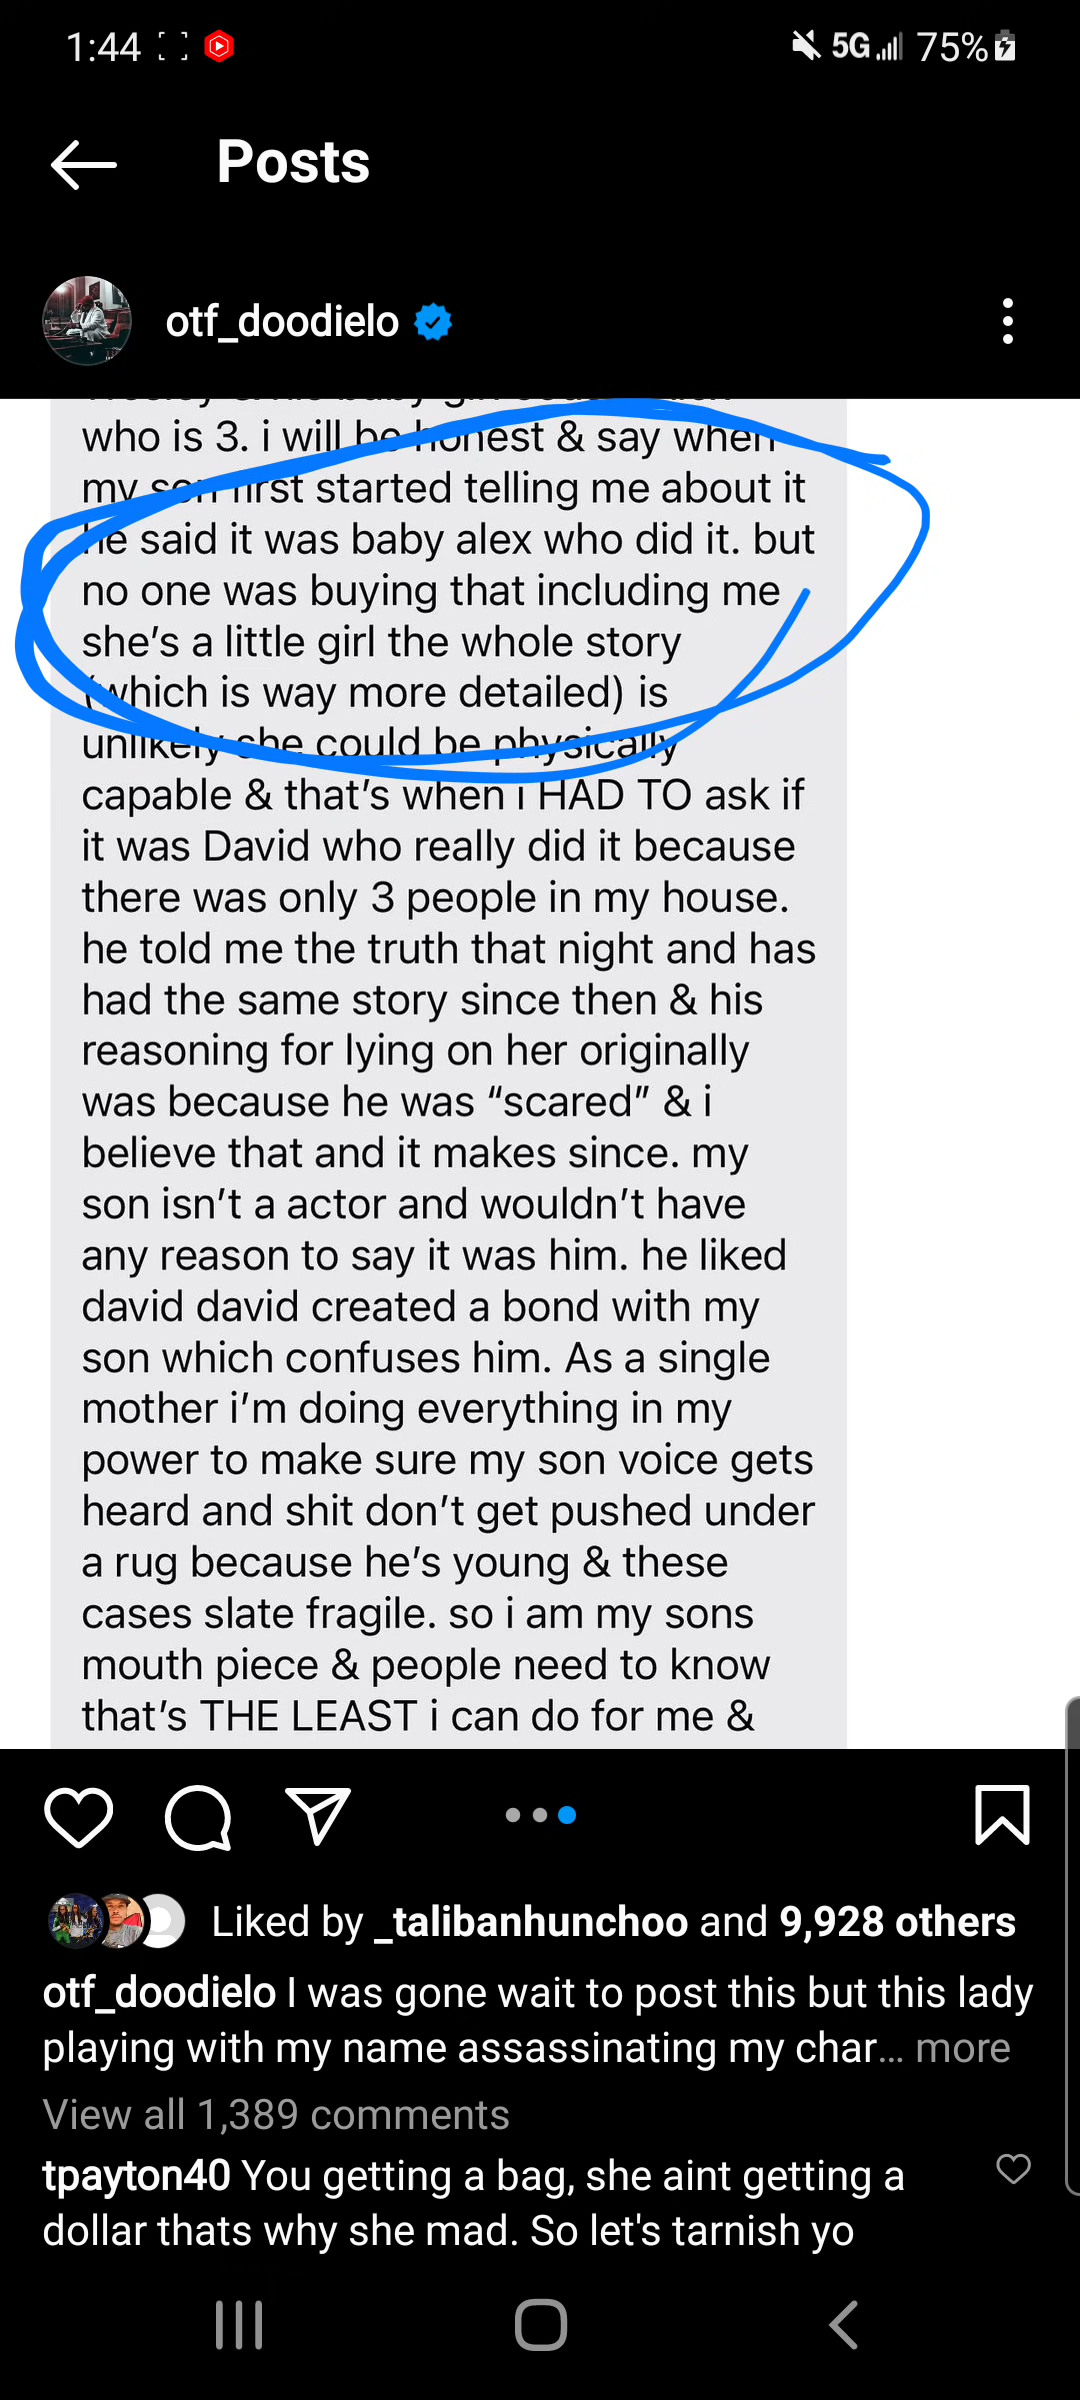 1:44 5G 75%
Posts
otf_doodielo
who is 3. i will be honest & say when
my son first started telling me about it
he said it was baby alex who did it. but
no one was buying that including me
she's a little girl the whole story
(which is way more detailed) is
unlikely she could be physically
capable & that's when i HAD TO ask if
it was David who really did it because
there was only 3 people in my house.
he told me the truth that night and has
had the same story since then & his
reasoning for lying on her originally
was because he was “scared” & i
believe that and it makes since. my
son isn't a actor and wouldn't have
any reason to say it was him. he liked
david david created a bond with my
son which confuses him. As a single
mother i'm doing everything in my
power to make sure my son voice gets
heard and shit don't get pushed under
a rug because he's young & these
cases slate fragile. so i am my sons
mouth piece & people need to know
that's THE LEAST i can do for me &
Liked by _talibanhunchoo and 9,928 others
otf_doodielo I was gone wait to post this but this lady
playing with my name assassinating my char... more
View all 1,389 comments
tpayton40 You getting a bag, she aint getting a
dollar thats why she mad. So let's tarnish yo